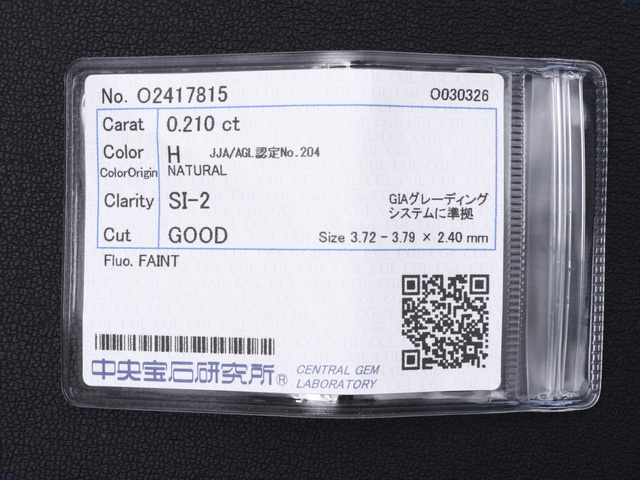 No. O2417815 O030326
Carat 0.210 ct
Color H JJA/AGL認定No.204
ColorOrigin NATURAL
Clarity SI-2 GIAグレーディング
システムに準拠
Cut GOOD Size 3.72 - 3.79 × 2.40 mm
Fluo. FAINT
中央宝石研究所® CENTRAL GEM
LABORATORY